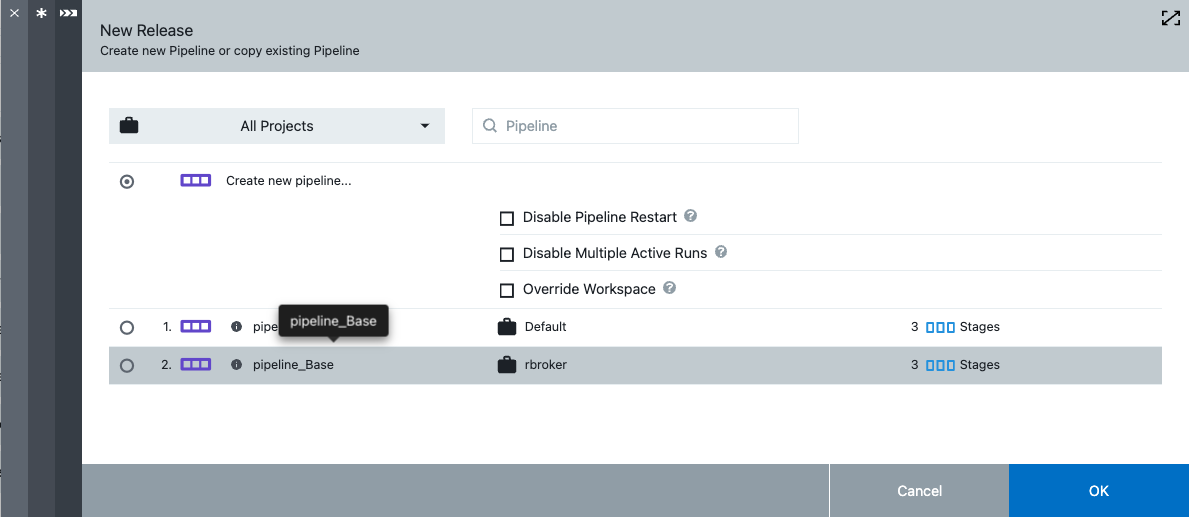 New Release
Create new Pipeline or copy existing Pipeline
All Projects
Pipeline
Create new pipeline...
Disable Pipeline Restart ?
Disable Multiple Active Runs ?
Override Workspace ?
pipeline_Base
1. Default 3 Stages
2. pipeline_Base rbroker 3 Stages
Cancel OK